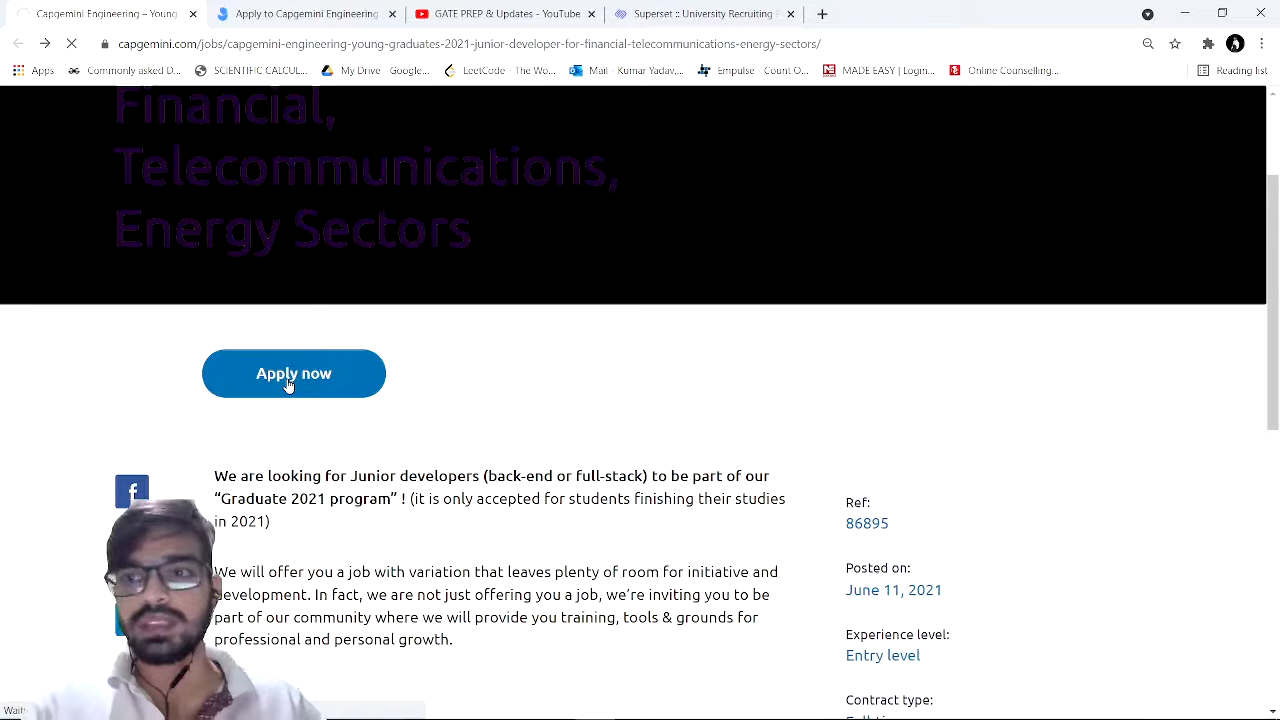 Capgemini Engineering – Young
Apply to Capgemini Engineering
GATE PREP & Updates - YouTube
Superset :: University Recruiting
capgemini.com/jobs/capgemini-engineering-young-graduates-2021-junior-developer-for-financial-telecommunications-energy-sectors/
Apps
Commonly asked D...
SCIENTIFIC CALCUL...
My Drive - Google...
LeetCode - The Wo...
Mail - Kumar Yadav,...
Empulse - Count O...
MADE EASY | Login...
Online Counselling...
Reading list
Financial,
Telecommunications,
Energy Sectors
Apply now
We are looking for Junior developers (back-end or full-stack) to be part of our
“Graduate 2021 program” ! (it is only accepted for students finishing their studies
in 2021)
We will offer you a job with variation that leaves plenty of room for initiative and
development. In fact, we are not just offering you a job, we’re inviting you to be
part of our community where we will provide you training, tools & grounds for
professional and personal growth.
Ref:
86895
Posted on:
June 11, 2021
Experience level:
Entry level
Contract type: